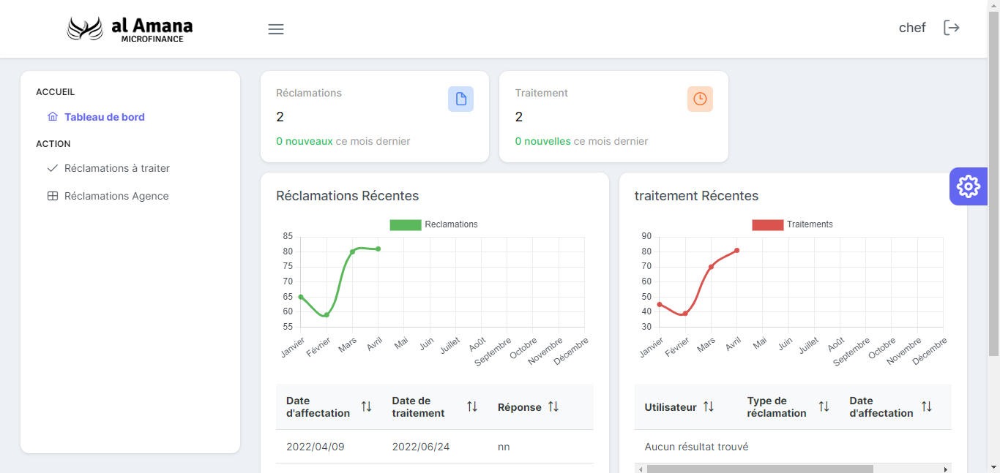 al Amana
MICROFINANCE
chef
ACCUEIL
Tableau de bord
ACTION
Réclamations à traiter
Réclamations Agence
Réclamations
2
0 nouveaux ce mois dernier
Traitement
2
0 nouvelles ce mois dernier
Réclamations Récentes
Reclamations
85
80
75
70
65
60
55
Janvier
Février
Mars
Avril
Mai
Juin
Juillet
Août
Septembre
Octobre
Novembre
Décembre
Date
d'affectation
Date de
traitement
Réponse
2022/04/09
2022/06/24
nn
traitement Récentes
Traitements
90
80
70
60
50
40
30
Janvier
Février
Mars
Avril
Mai
Juin
Juillet
Août
Septembre
Octobre
Novembre
Décembre
Utilisateur
Type de
réclamation
Date
d'affectation
Aucun résultat trouvé